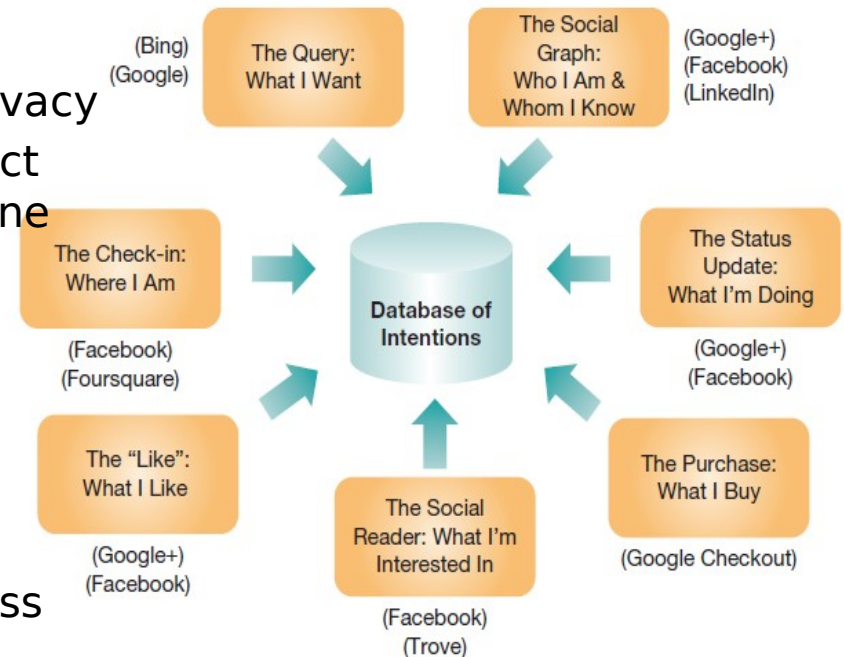 (Bing)
(Google)
The Query:
What I Want
The Social
Graph:
Who I Am &
Whom I Know
(Google+)
(Facebook)
(LinkedIn)
vacy
ct
ne
The Check-in:
Where I Am
(Facebook)
(Foursquare)
Database of
Intentions
The Status
Update:
What I'm Doing
(Google+)
(Facebook)
The “Like”:
What I Like
(Google+)
(Facebook)
The Social
Reader: What I'm
Interested In
(Facebook)
(Trove)
The Purchase:
What I Buy
(Google Checkout)
ss